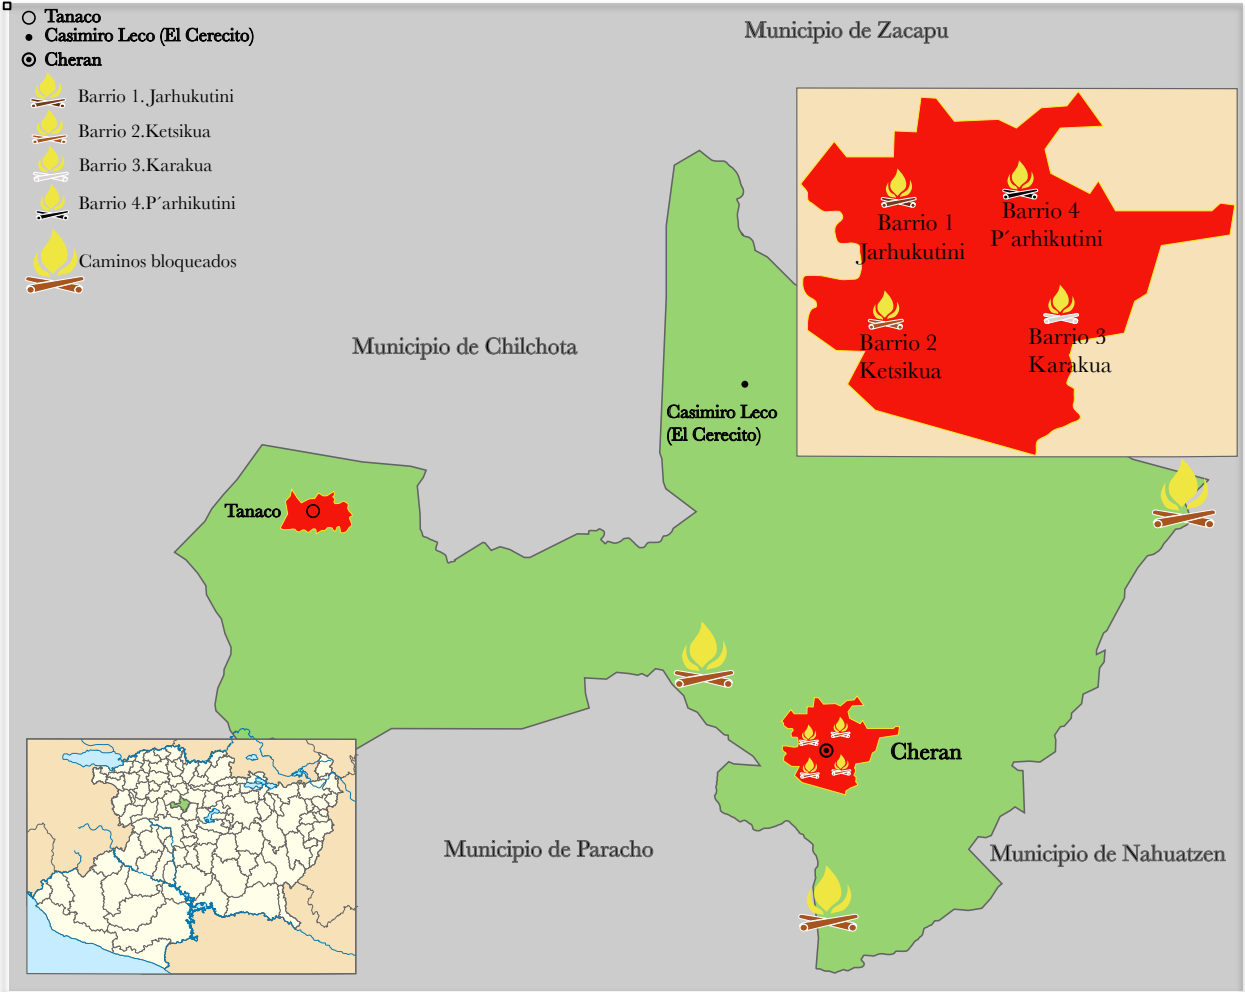 Tanaco
Casimiro Leco (El Cerecito)
Cheran
Barrio 1. Jarhukutini
Barrio 2.Ketsikua
Barrio 3.Karakua
Barrio 4.P´arhikutini
Caminos bloqueados
Municipio de Zacapu
Barrio 1
Jarhukutini
Barrio 4
P´arhikutini
Barrio 2
Ketsikua
Barrio 3
Karakua
Municipio de Chilchota
Casimiro Leco
(El Cerecito)
Tanaco
Cheran
Municipio de Paracho
Municipio de Nahuatzen